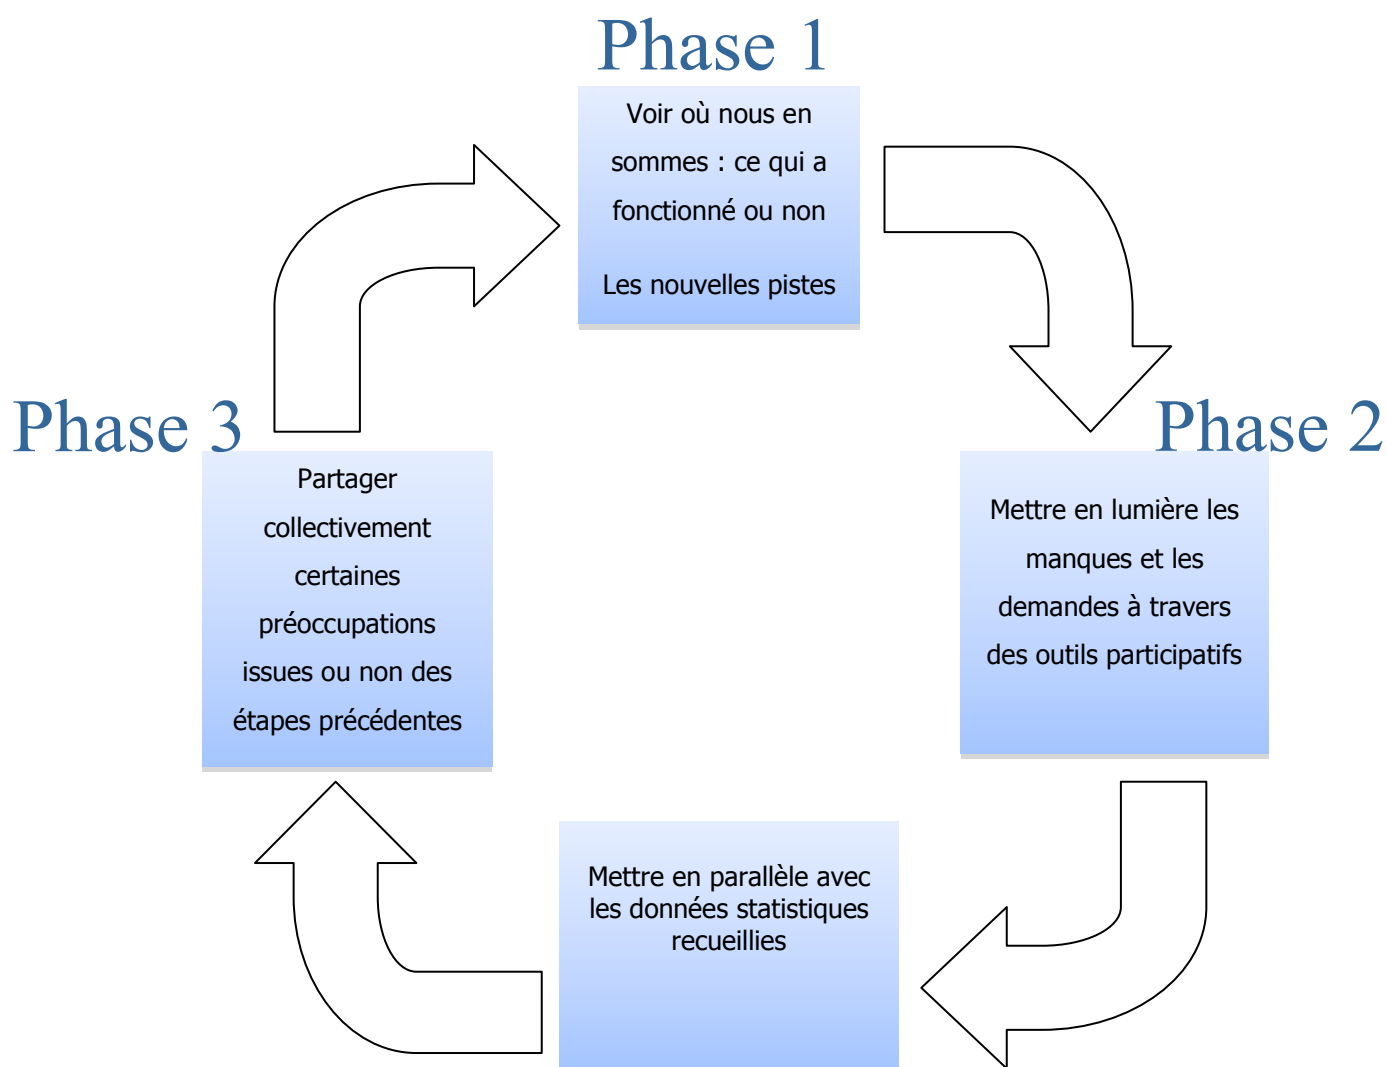 Phase 1
Voir où nous en
sommes : ce qui a
fonctionné ou non
Les nouvelles pistes
Phase 2
Mettre en lumière les
manques et les
demandes à travers
des outils participatifs
Mettre en parallèle avec
les données statistiques
recueillies
Phase 3
Partager
collectivement
certaines
préoccupations
issues ou non des
étapes précédentes